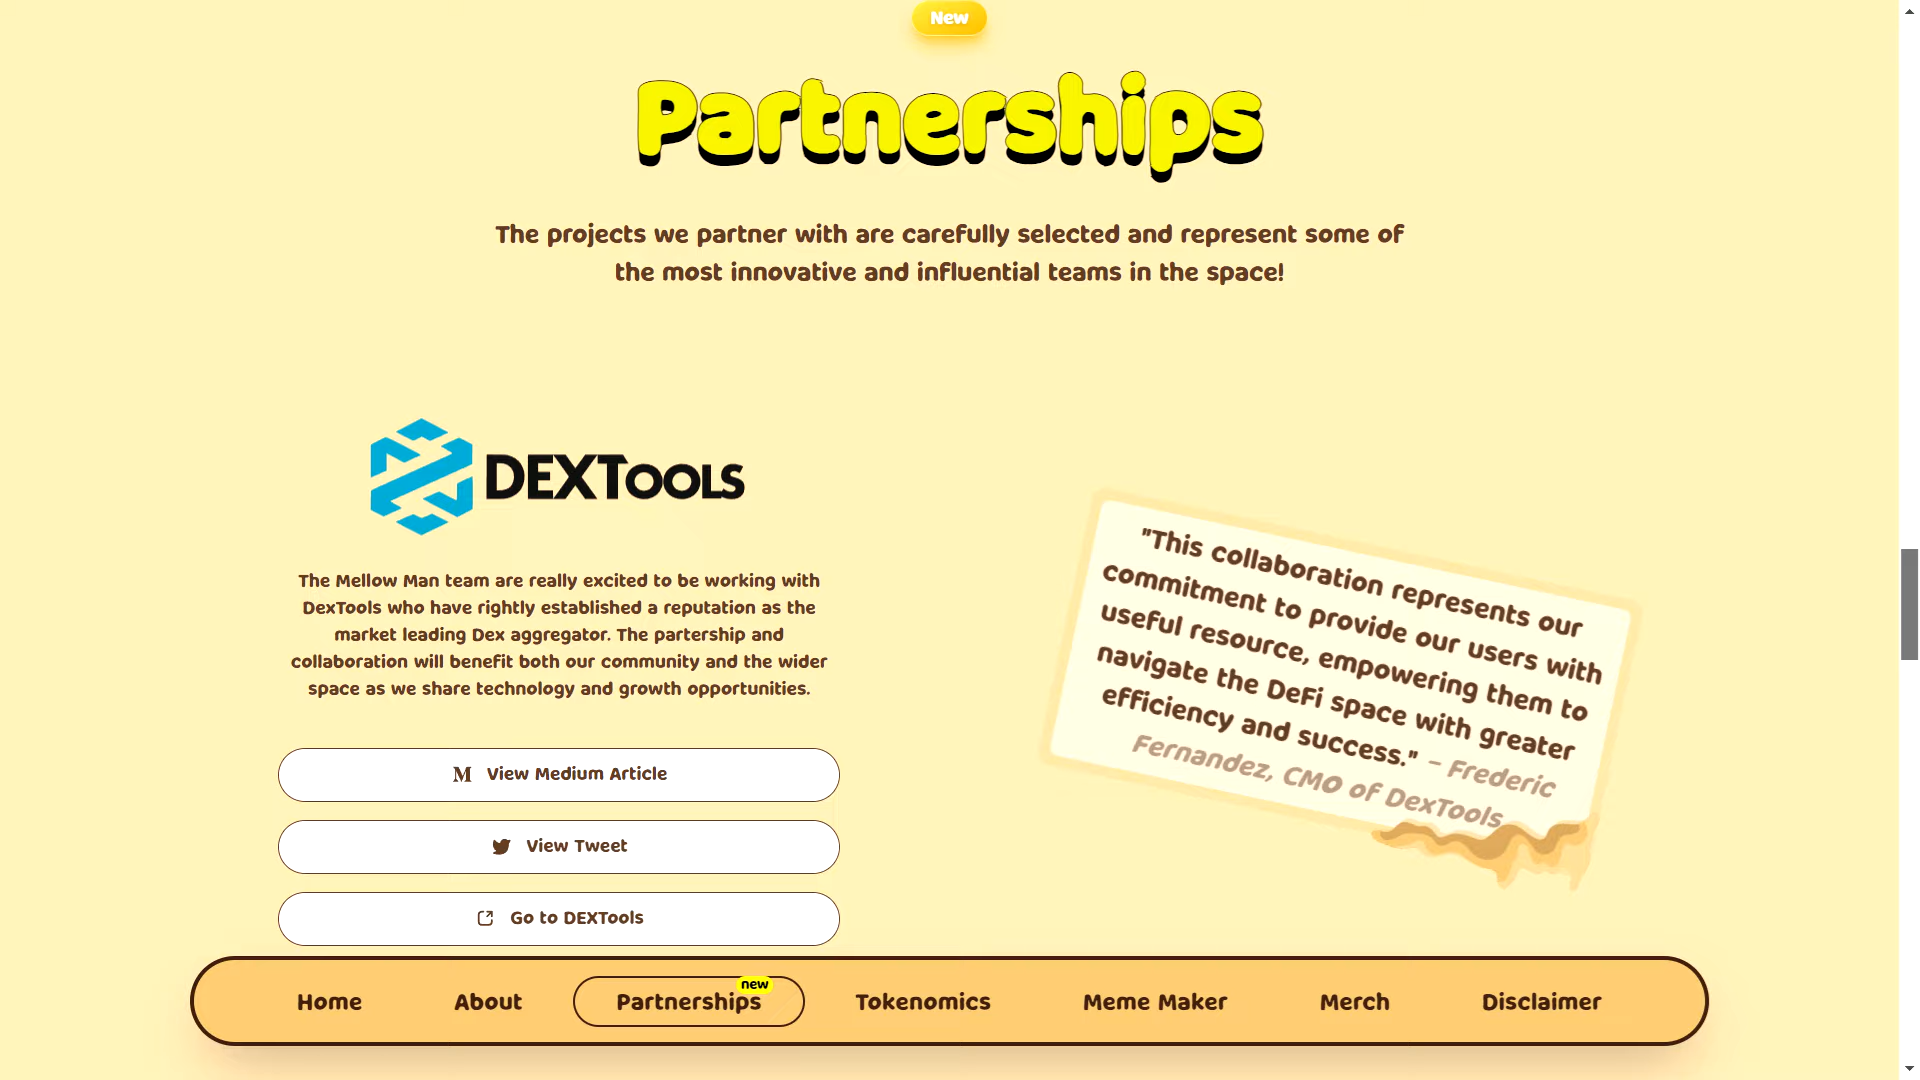 New
Partnerships
The projects we partner with are carefully selected and represent some of
the most innovative and influential teams in the space!
DEXTools
The Mellow Man team are really excited to be working with
DexTools who have rightly established a reputation as the
market leading Dex aggregator. The partership and
collaboration will benefit both our community and the wider
space as we share technology and growth opportunities.
View Medium Article
View Tweet
Go to DEXTools
"This collaboration represents our
commitment to provide our users with
useful resource, empowering them to
navigate the DeFi space with greater
efficiency and success." – Frederic
Fernandez, CMO of DexTools
Home
About
Partnerships
new
Tokenomics
Meme Maker
Merch
Disclaimer